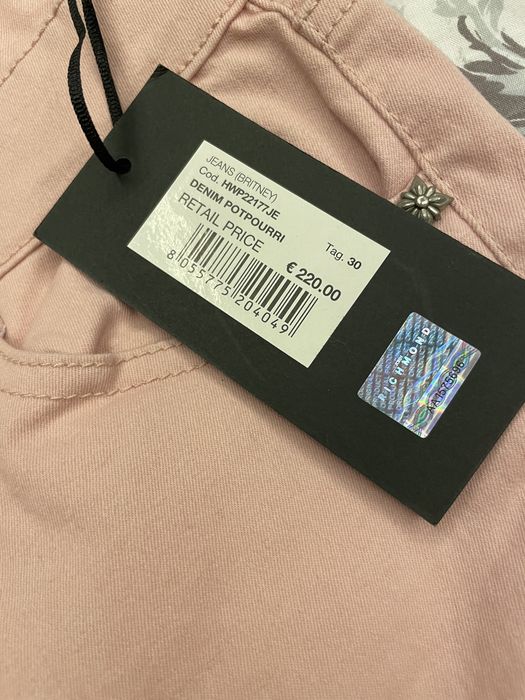 JEANS (BRITNEY)
Cod. HWP22177JE
DENIM POTPOURRI
Tag. 30
RETAIL PRICE
€ 220.00
8 055775 204049
RICHMOND